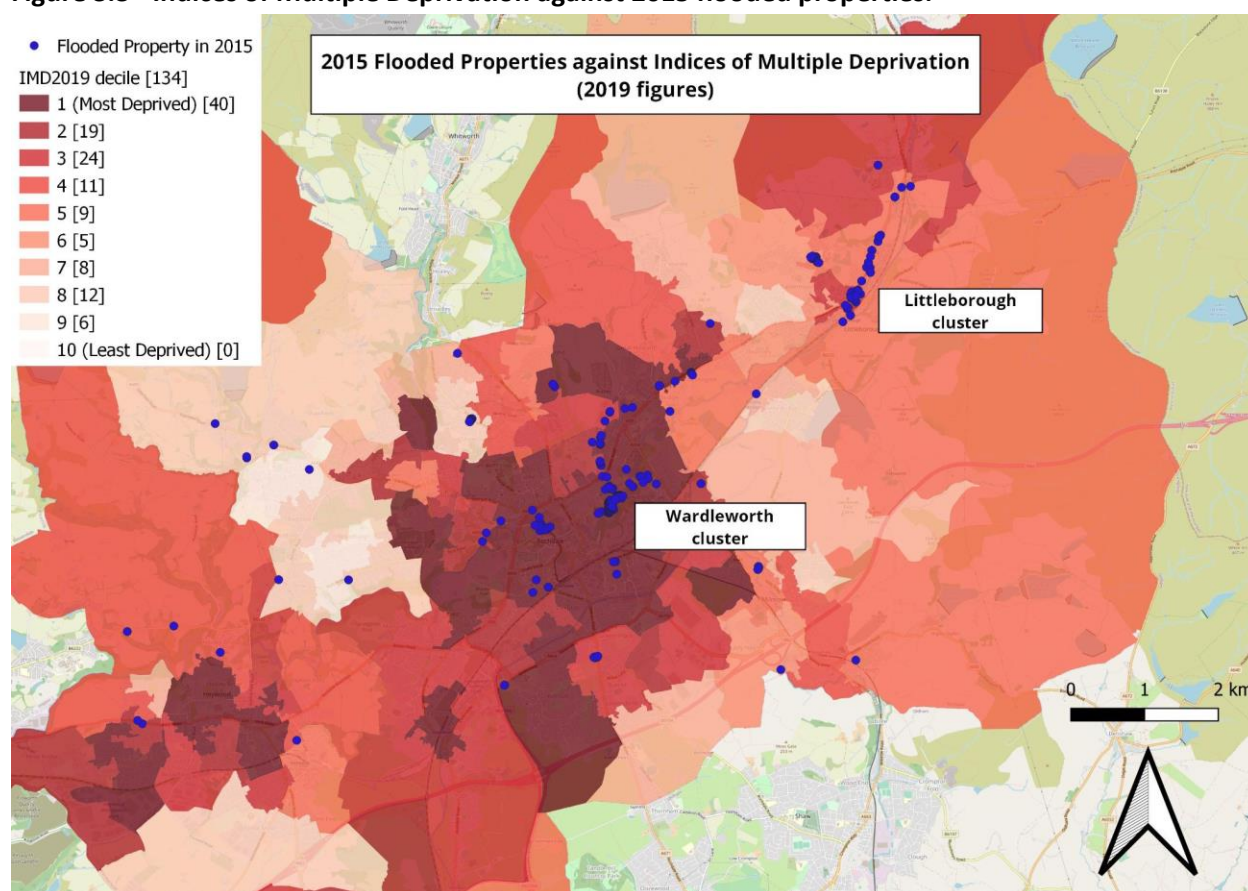 2015 Flooded Properties against Indices of Multiple Deprivation
(2019 figures)
Flooded Property in 2015
IMD2019 decile [134]
1 (Most Deprived) [40]
2 [19]
3 [24]
4 [11]
5 [9]
6 [5]
7 [8]
8 [12]
9 [6]
10 (Least Deprived) [0]
Whitworth
Littleborough
cluster
Wardleworth
cluster
0 1 2 km
Shaw